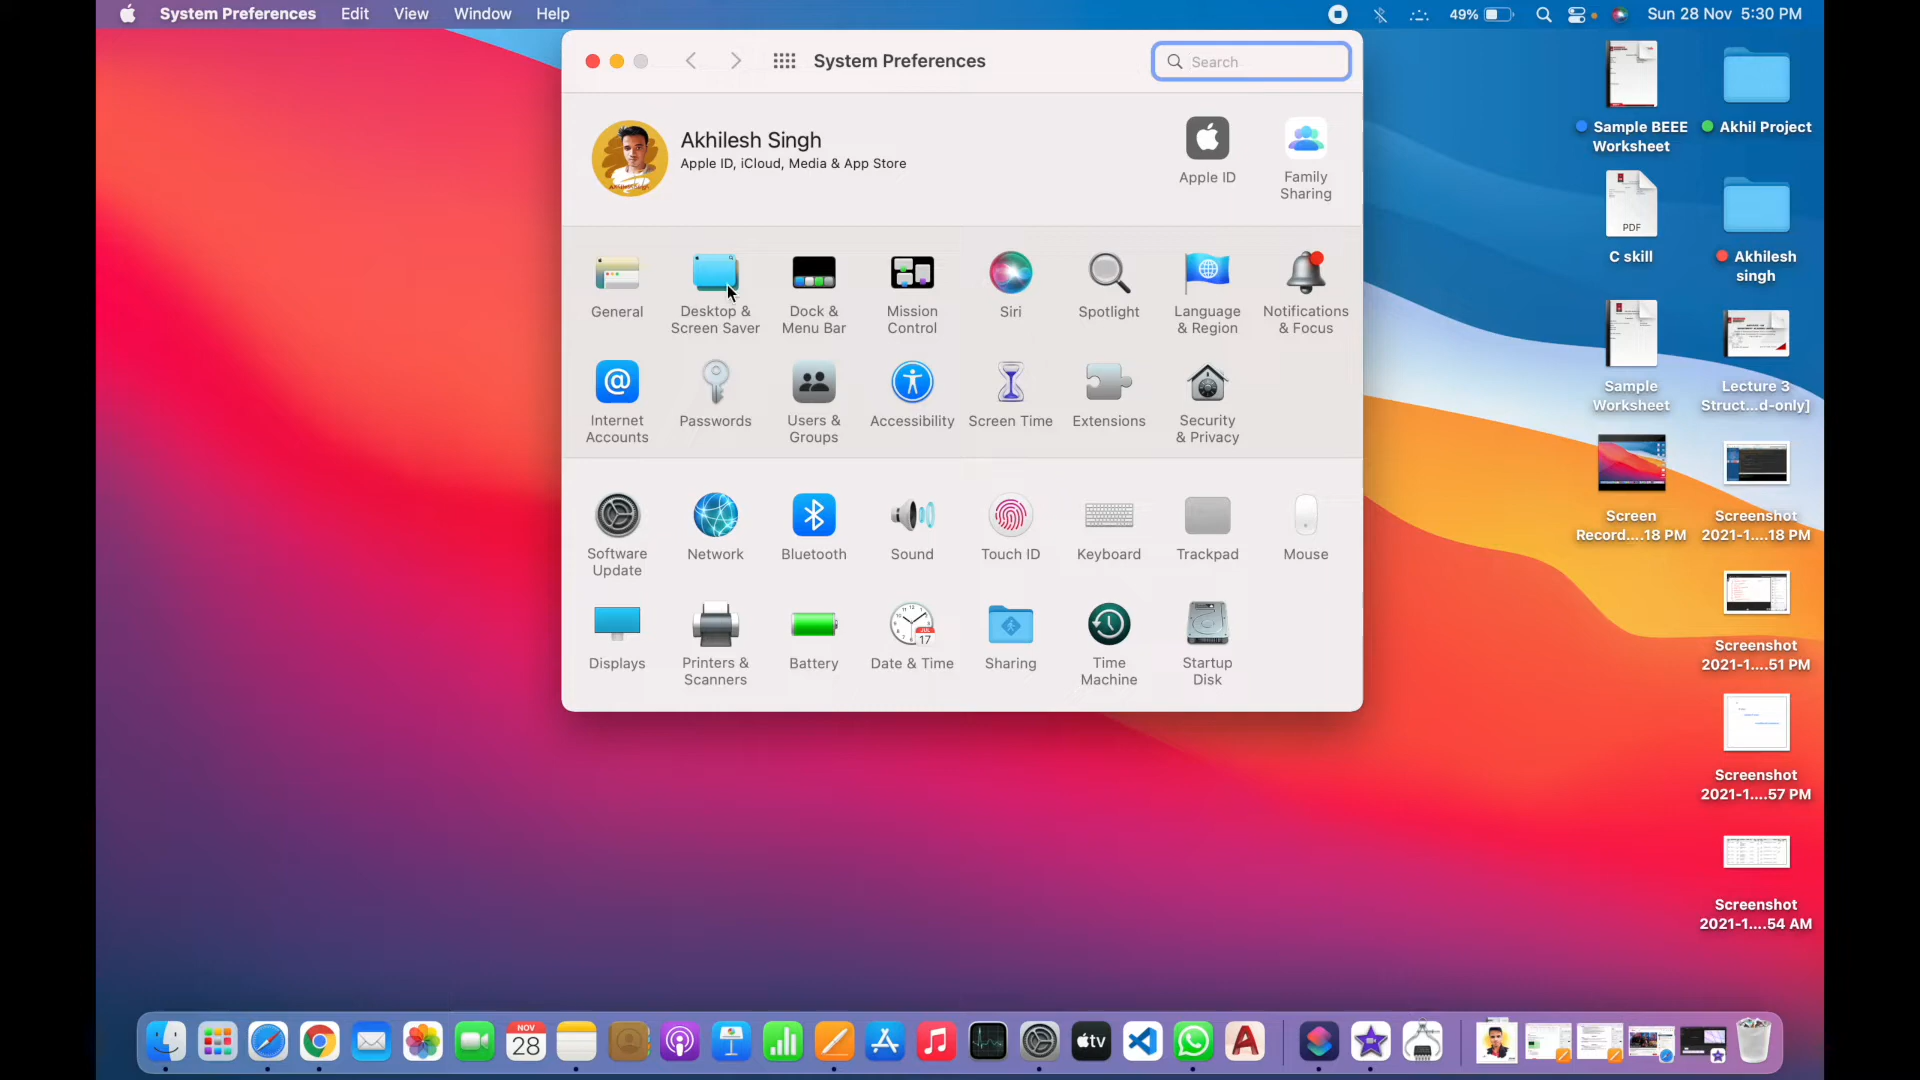 System Preferences Edit View Window Help
49% Sun 28 Nov 5:30 PM
System Preferences
Search
Akhilesh Singh
Apple ID, iCloud, Media & App Store
Apple ID
Family
Sharing
General
Desktop &
Screen Saver
Dock &
Menu Bar
Mission
Control
Siri
Spotlight
Language
& Region
Notifications
& Focus
Internet
Accounts
Passwords
Users &
Groups
Accessibility
Screen Time
Extensions
Security
& Privacy
Software
Update
Network
Bluetooth
Sound
Touch ID
Keyboard
Trackpad
Mouse
Displays
Printers &
Scanners
Battery
JUL
17
Date & Time
Sharing
Time
Machine
Startup
Disk
Sample BEEE
Worksheet
Akhil Project
PDF
C skill
Akhilesh
singh
Sample
Worksheet
Lecture 3
Struct...d-only]
Screen
Record....18 PM
Screenshot
2021-1....18 PM
Screenshot
2021-1....51 PM
Screenshot
2021-1....57 PM
Screenshot
2021-1....54 AM
NOV
28
tv